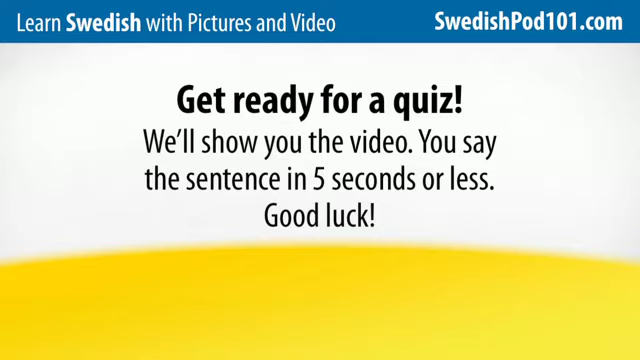 Learn Swedish with Pictures and Video
SwedishPod101.com
Get ready for a quiz!
We'll show you the video. You say
the sentence in 5 seconds or less.
Good luck!